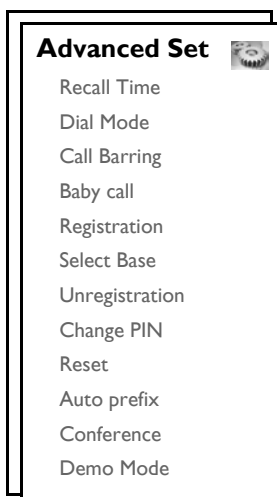 Advanced Set
Recall Time
Dial Mode
Call Barring
Baby call
Registration
Select Base
Unregistration
Change PIN
Reset
Auto prefix
Conference
Demo Mode